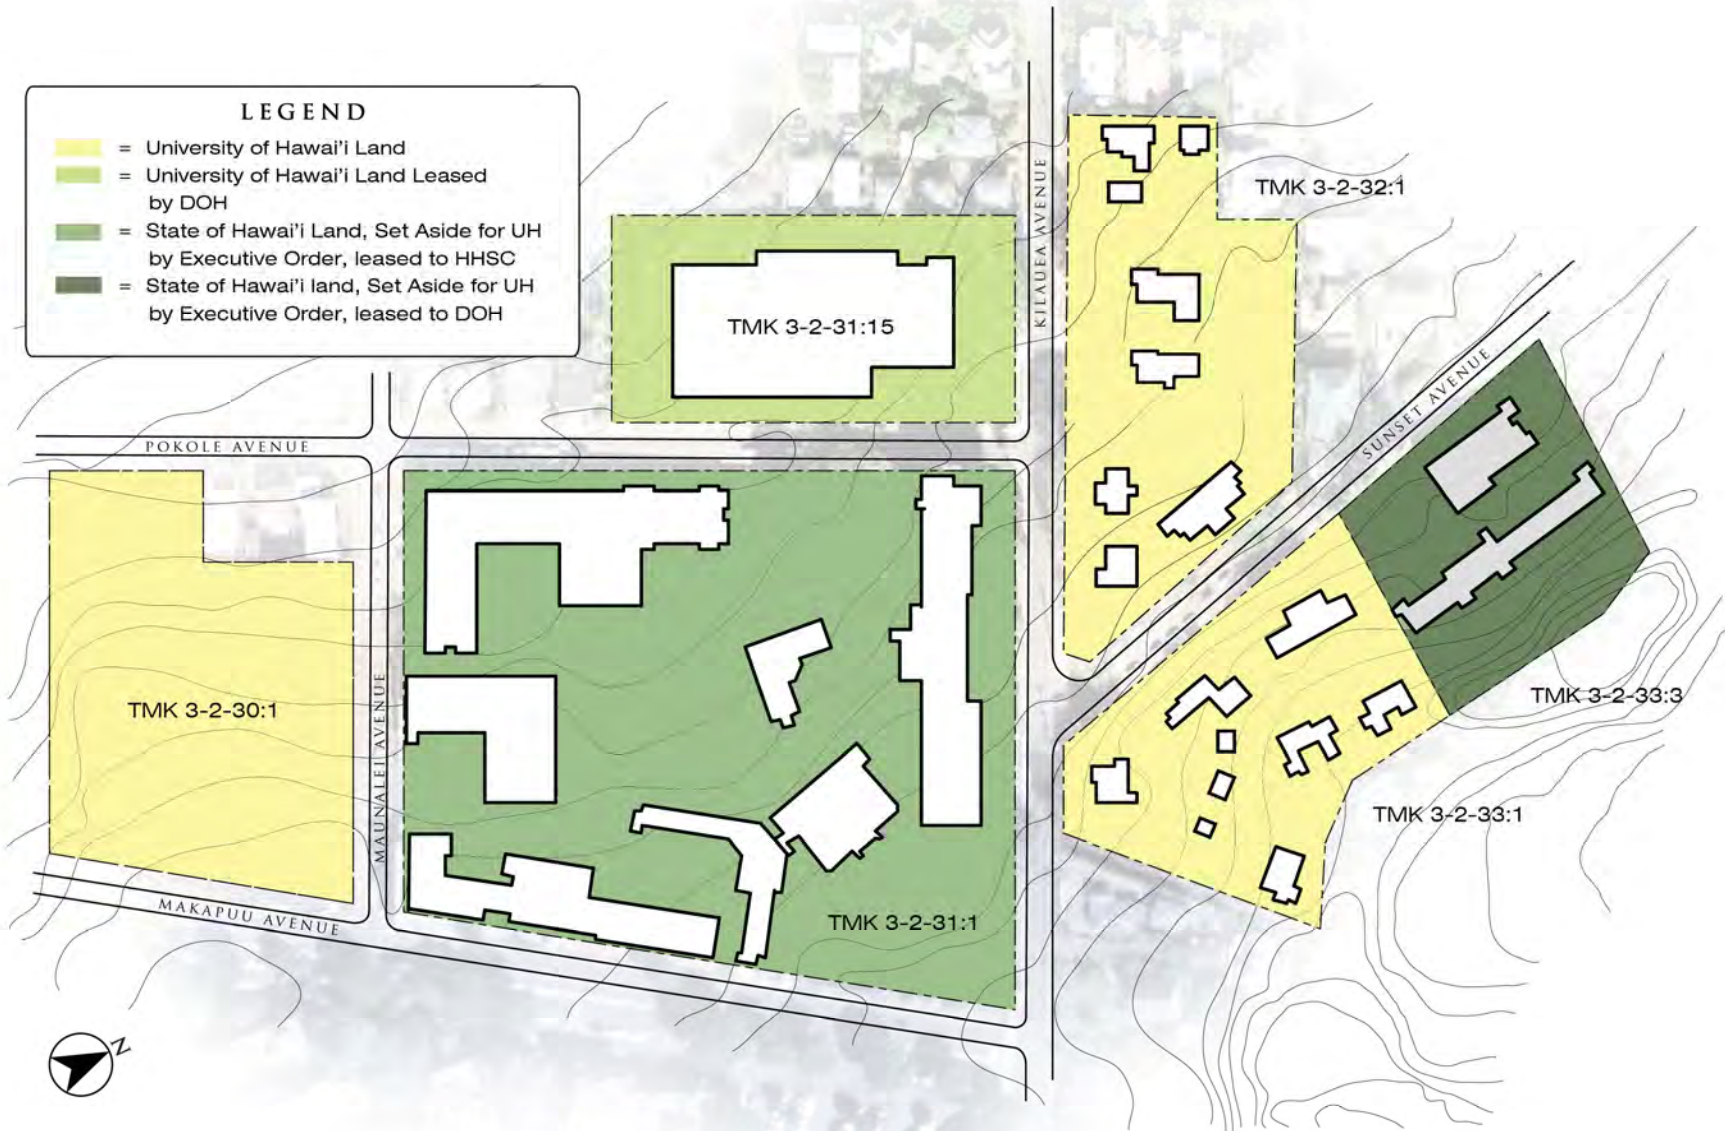 LEGEND
= University of Hawai'i Land
= University of Hawai'i Land Leased
by DOH
= State of Hawai'i Land, Set Aside for UH
by Executive Order, leased to HHSC
= State of Hawai'i land, Set Aside for UH
by Executive Order, leased to DOH
TMK 3-2-32:1
KILAUEA AVENUE
TMK 3-2-31:15
SUNSET AVENUE
POKOLE AVENUE
TMK 3-2-30:1
MAUNALEI AVENUE
TMK 3-2-33:3
TMK 3-2-33:1
MAKAPUU AVENUE
TMK 3-2-31:1
N